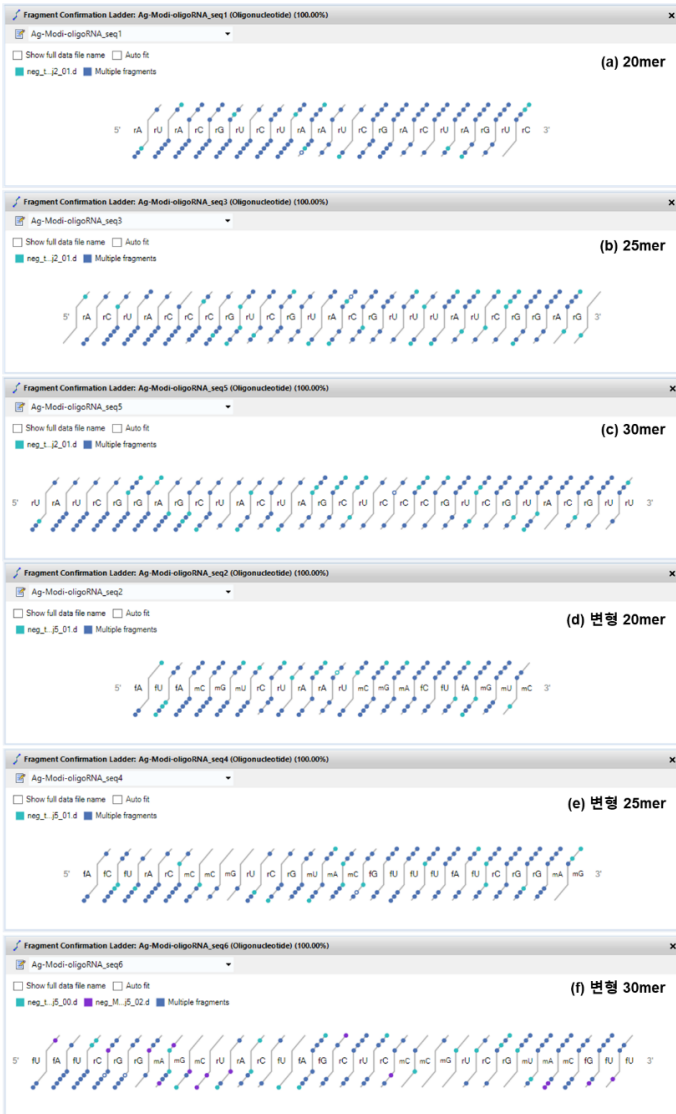 Fragment Confirmation Ladder: Ag-Modi-oligoRNA_seq1 (Oligonucleotide) (100.00%)
Ag-Modi-oligoRNA_seq1
Show full data file name Auto fit
(a) 20mer
neg_t...j2_01.d Multiple fragments
5' rA rU rA rC rG rU rC rU rA rA rU rC rG rA rC rU rA rG rU rC 3'
Fragment Confirmation Ladder: Ag-Modi-oligoRNA_seq3 (Oligonucleotide) (100.00%)
Ag-Modi-oligoRNA_seq3
Show full data file name Auto fit
(b) 25mer
neg_t...j2_01.d Multiple fragments
5' rA rC rU rA rC rC rC rG rU rC rG rU rA rC rG rU rU rU rA rU rC rG rG rA rG 3'
Fragment Confirmation Ladder: Ag-Modi-oligoRNA_seq5 (Oligonucleotide) (100.00%)
Ag-Modi-oligoRNA_seq5
Show full data file name Auto fit
(c) 30mer
neg_t...j2_01.d Multiple fragments
5' rU rA rU rC rG rG rA rG rC rU rA rC rU rA rG rC rU rC rC rC rG rU rC rG rU rA rC rG rU rU 3'
Fragment Confirmation Ladder: Ag-Modi-oligoRNA_seq2 (Oligonucleotide) (100.00%)
Ag-Modi-oligoRNA_seq2
Show full data file name Auto fit
(d) 변형 20mer
neg_t...j5_01.d Multiple fragments
5' fA fU fA mC mG mU rC rU rA rA rU mC mG mA fC fU fA mG mU mC 3'
Fragment Confirmation Ladder: Ag-Modi-oligoRNA_seq4 (Oligonucleotide) (100.00%)
Ag-Modi-oligoRNA_seq4
Show full data file name Auto fit
(e) 변형 25mer
neg_t...j5_01.d Multiple fragments
5' fA fC fU rA rC mC mC mG rU rC rG mU mA mC fG fU fU fU fA fU rC rG rG mA mG 3'
Fragment Confirmation Ladder: Ag-Modi-oligoRNA_seq6 (Oligonucleotide) (100.00%)
Ag-Modi-oligoRNA_seq6
Show full data file name Auto fit
(f) 변형 30mer
neg_t...j5_00.d neg_M...j5_02.d Multiple fragments
5' fU fA fU rC rG rG mA mG mC rU rA rC fU fA fG rC rU rC mC mC mG rU rC rG mU mA mC fG fU fU 3'